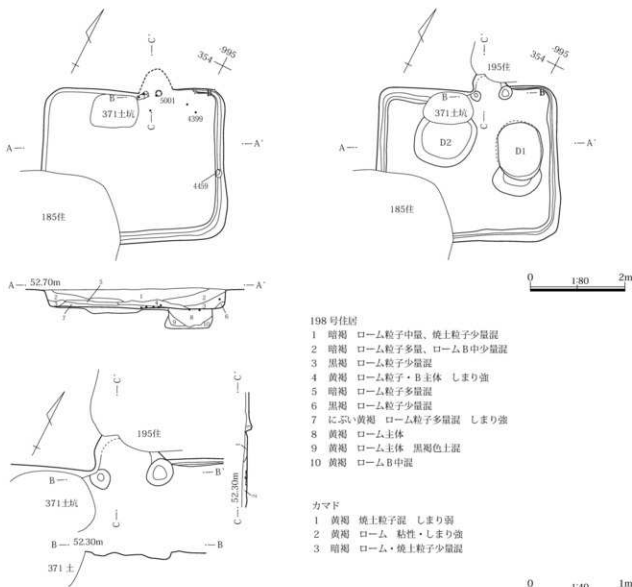 C'
-995
354
B
5001
371土坑
4399
C
A
A'
4459
185住
C'
-995
354
195住
B
B'
371土坑
C
D2
D1
A
A'
185住
A 52.70m A'
1
2
3
4
5
6
7
8
10
0 1:80 2m
198号住居
1 暗褐 ローム粒子中量、焼土粒子少量混
2 暗褐 ローム粒子多量、ロームB中少量混
3 黒褐 ローム粒子少量混
4 黄褐 ローム粒子・B主体 しまり強
5 暗褐 ローム粒子多量混
6 黒褐 ローム粒子少量混
7 にぶい黄褐 ローム粒子多量混 しまり強
8 黄褐 ローム主体
9 黄褐 ローム主体 黒褐色土混
10 黄褐 ロームB中混
C'
C'
195住
B
B'
371土坑
C
52.30m
C
B 52.30m B
371土
カマド
1 黄褐 焼土粒子混 しまり弱
2 黄褐 ローム 粘性・しまり強
3 暗褐 ローム・焼土粒子少量混
0 1:40 1m